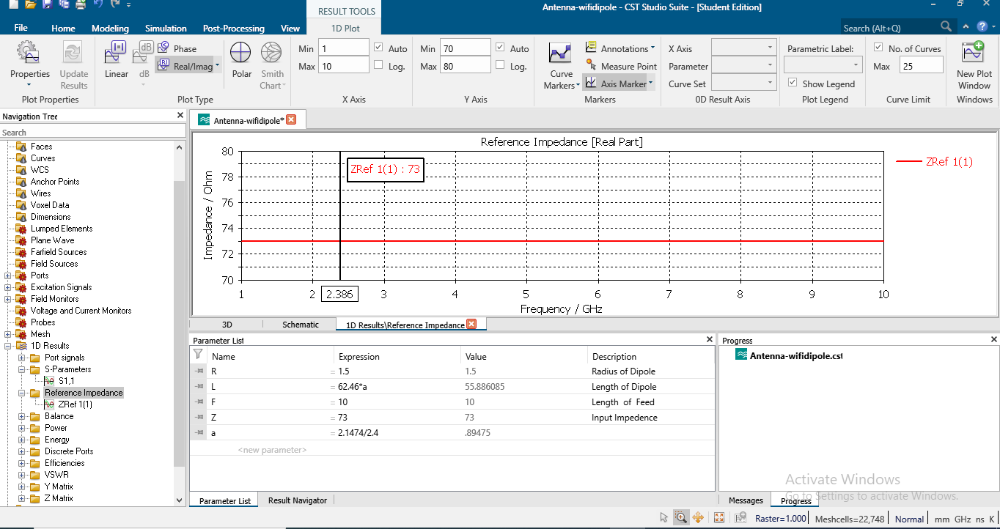 RESULT TOOLS
Antenna-wifidipole - CST Studio Suite - [Student Edition]
File Home Modeling Simulation Post-Processing View 1D Plot Search (Alt+Q)
Properties Update Results Plot Properties
Linear dB Phase Real/Imag Polar Smith Chart Plot Type
Min 1 Auto
Max 10 Log.
X Axis
Min 70 Auto
Max 80 Log.
Y Axis
Curve Markers Annotations Measure Point Axis Marker Markers
X Axis
Parameter
Curve Set
0D Result Axis
Parametric Label:
Show Legend
Plot Legend
No. of Curves
Max 25
Curve Limit
New Plot Window
Windows
Navigation Tree
Search
Faces
Curves
WCS
Anchor Points
Wires
Voxel Data
Dimensions
Lumped Elements
Plane Wave
Farfield Sources
Field Sources
Ports
Excitation Signals
Field Monitors
Voltage and Current Monitors
Probes
Mesh
1D Results
Port signals
S-Parameters
S1,1
Reference Impedance
ZRef 1(1)
Balance
Power
Energy
Discrete Ports
Efficiencies
VSWR
Y Matrix
Z Matrix
Antenna-wifidipole*
Reference Impedance [Real Part]
80
78
76
74
72
70
Impedance / Ohm
ZRef 1(1) : 73
ZRef 1(1)
1 2 2.386 3 4 5 6 7 8 9 10
Frequency / GHz
3D Schematic 1D Results\Reference Impedance
Parameter List
Name Expression Value Description
R = 1.5 1.5 Radius of Dipole
L = 62.46*a 55.886085 Length of Dipole
F = 10 10 Length of Feed
Z = 73 73 Input Impedence
a = 2.1474/2.4 .89475
<new parameter>
Parameter List Result Navigator
Progress
Antenna-wifidipole.cst
Activate Windows
Go to Settings to activate Windows.
Messages Progress
Raster=1.000 Meshcells=22,748 Normal mm GHz ns K